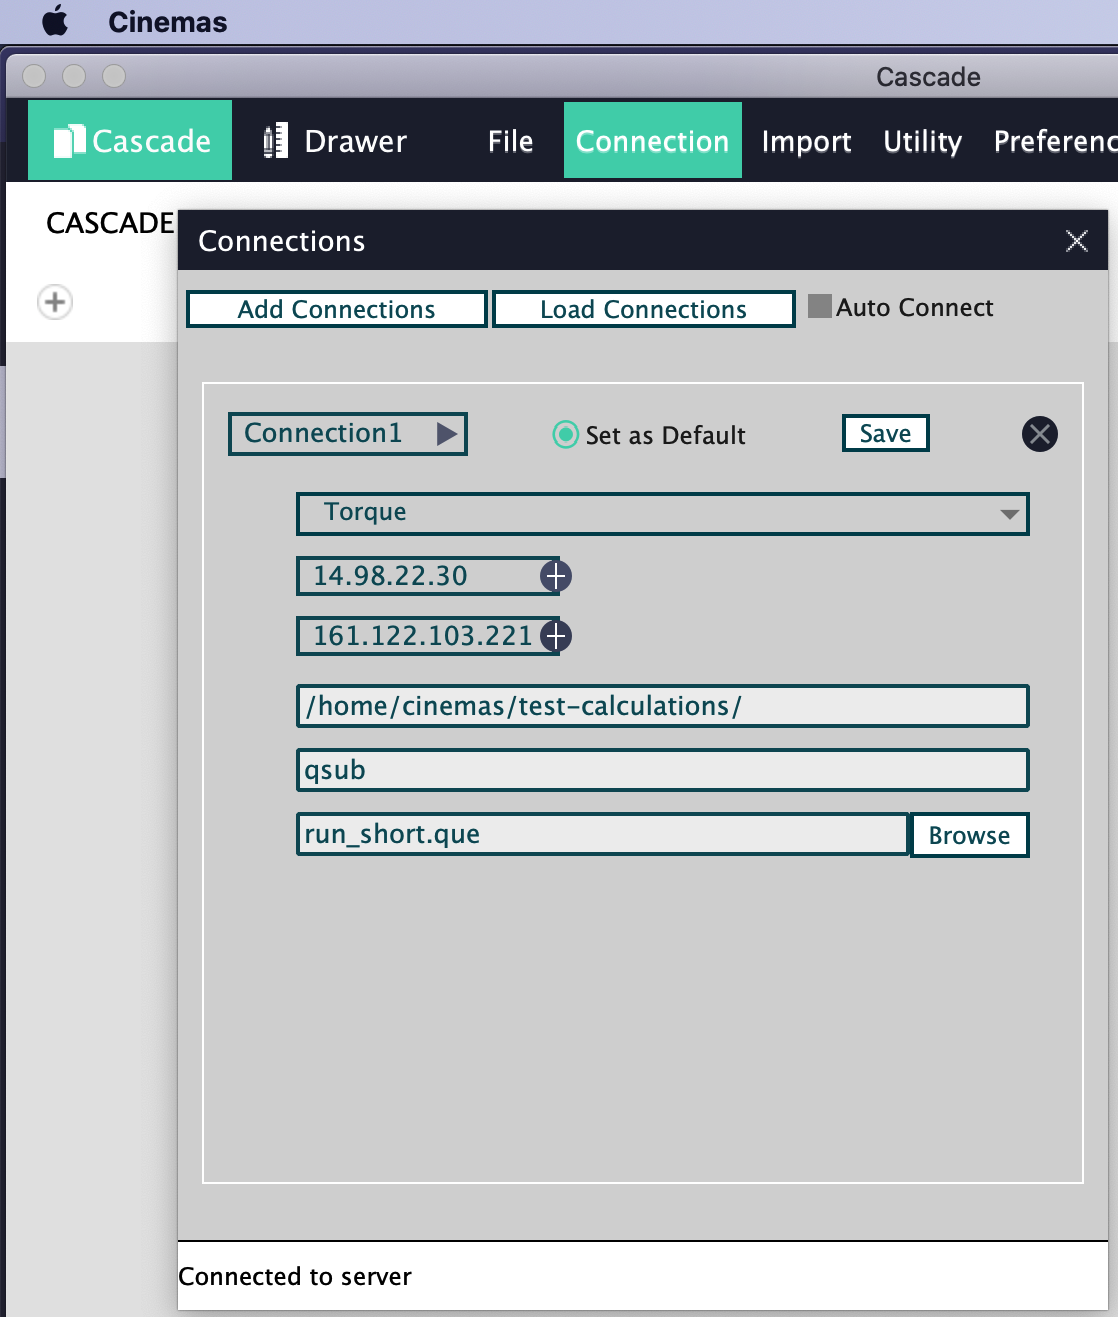 Cinemas
Cascade
Cascade Drawer File Connection Import Utility Preferenc
CASCADE
Connections
Add Connections Load Connections Auto Connect
Connection1 Set as Default Save
Torque
14.98.22.30
161.122.103.221
/home/cinemas/test-calculations/
qsub
run_short.que Browse
Connected to server